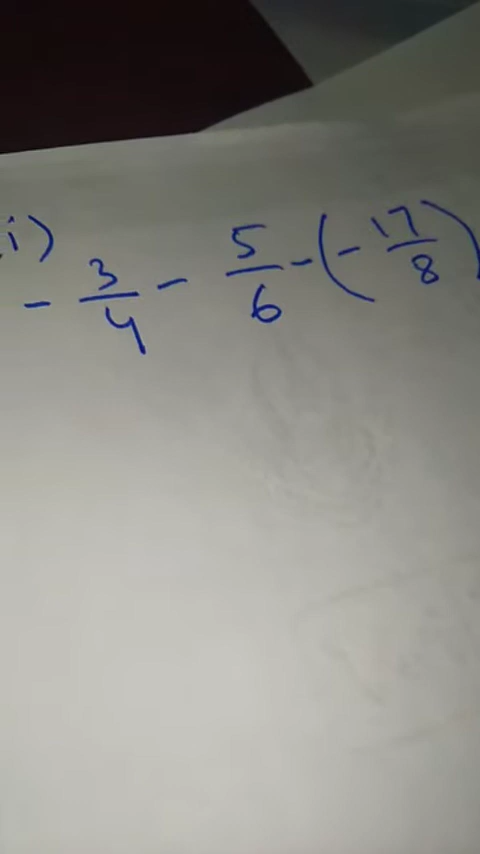 i)
- 3/4 - 5/6 - (- 17/8)